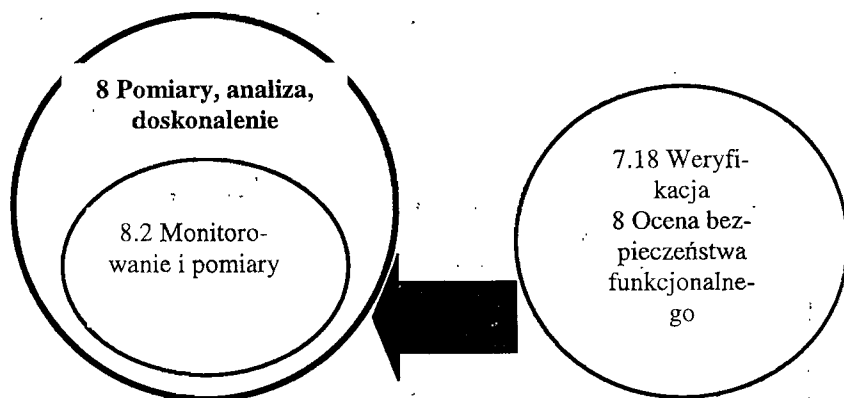 8 Pomiary, analiza,
doskonalenie
8.2 Monitoro-
wanie i pomiary
7.18 Weryfi-
kacja
8 Ocena bez-
pieczeństwa
funkcjonalne-
go